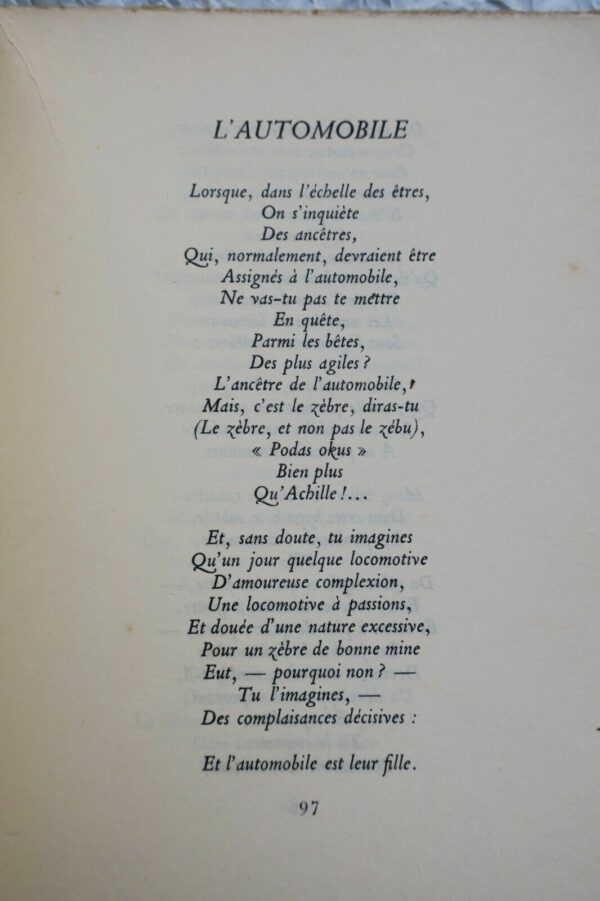 L'AUTOMOBILE
Lorsque, dans l'échelle des êtres,
On s'inquiète
Des ancêtres,
Qui, normalement, devraient être
Assignés à l'automobile,
Ne vas-tu pas te mettre
En quête,
Parmi les bêtes,
Des plus agiles ?
L'ancêtre de l'automobile,
Mais, c'est le zèbre, diras-tu
(Le zèbre, et non pas le zébu),
« Podas okus »
Bien plus
Qu'Achille !...
Et, sans doute, tu imagines
Qu'un jour quelque locomotive
D'amoureuse complexion,
Une locomotive à passions,
Et douée d'une nature excessive,
Pour un zèbre de bonne mine
Eut, — pourquoi non ? —
Tu l'imagines, —
Des complaisances décisives :
Et l'automobile est leur fille.
97